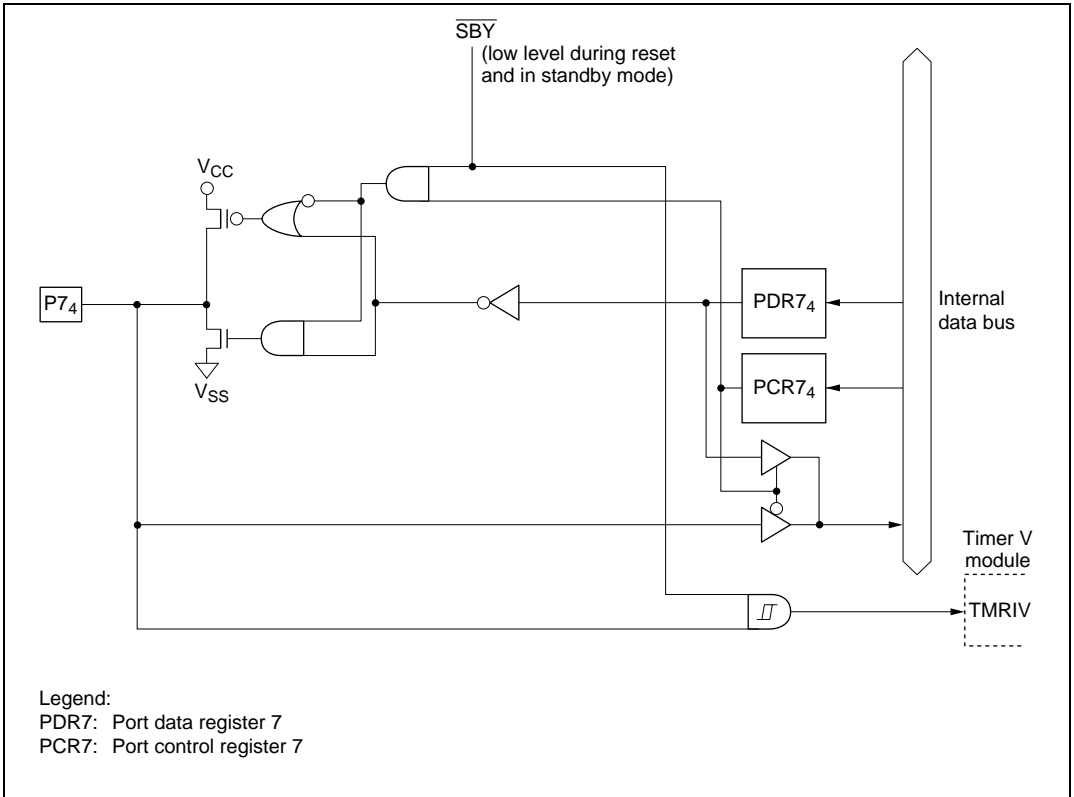 SBY
(low level during reset
and in standby mode)
VCC
P74
VSS
PDR74
PCR74
Internal
data bus
Timer V
module
TMRIV
Legend:
PDR7: Port data register 7
PCR7: Port control register 7